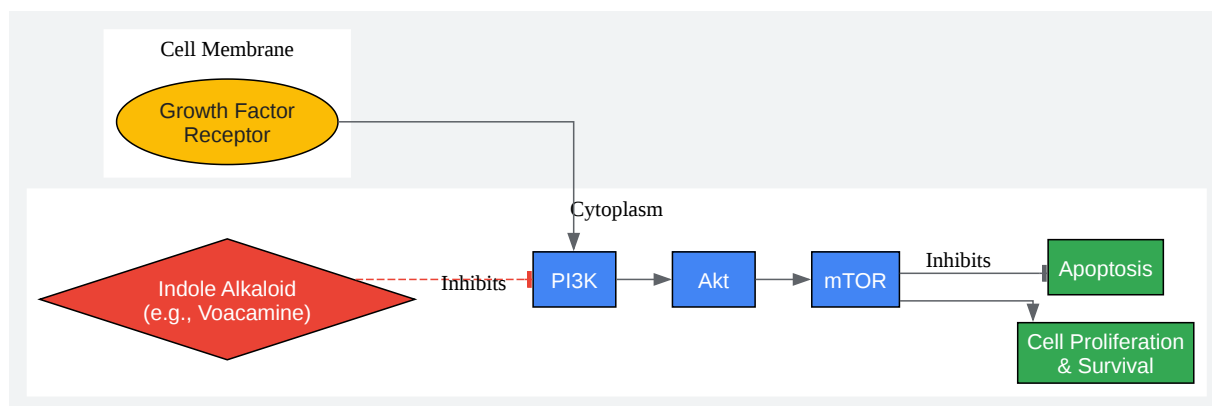 Cell Membrane
Growth Factor
Receptor
Cytoplasm
Indole Alkaloid
(e.g., Voacamine)
Inhibits
PI3K
Akt
mTOR
Inhibits
Apoptosis
Cell Proliferation
& Survival